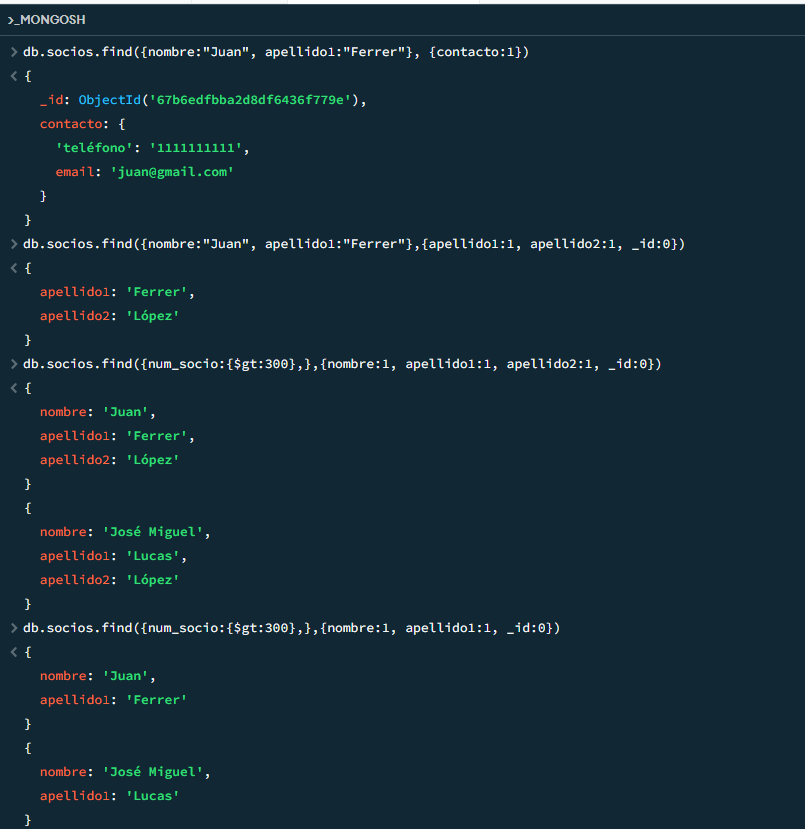 >_MONGOSH
> db.socios.find({nombre:"Juan", apellido1:"Ferrer"}, {contacto:1})
< {
_id: ObjectId('67b6edfbba2d8df6436f779e'),
contacto: {
'teléfono': '1111111111',
email: 'juan@gmail.com'
}
}
> db.socios.find({nombre:"Juan", apellido1:"Ferrer"},{apellido1:1, apellido2:1, _id:0})
< {
apellido1: 'Ferrer',
apellido2: 'López'
}
> db.socios.find({num_socio:{$gt:300},},{nombre:1, apellido1:1, apellido2:1, _id:0})
< {
nombre: 'Juan',
apellido1: 'Ferrer',
apellido2: 'López'
}
{
nombre: 'José Miguel',
apellido1: 'Lucas',
apellido2: 'López'
}
> db.socios.find({num_socio:{$gt:300},},{nombre:1, apellido1:1, _id:0})
< {
nombre: 'Juan',
apellido1: 'Ferrer'
}
{
nombre: 'José Miguel',
apellido1: 'Lucas'
}